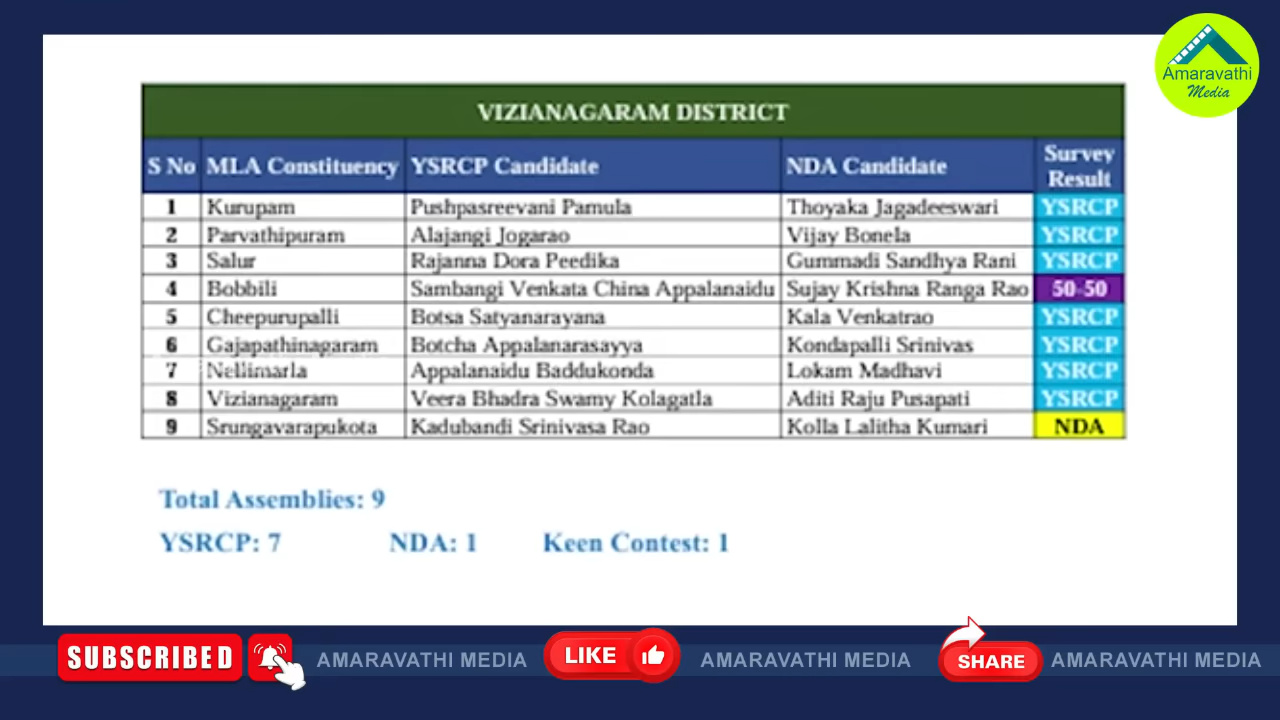 Amaravathi
Media
VIZIANAGARAM DISTRICT
S No MLA Constituency YSRCP Candidate NDA Candidate Survey Result
1 Kurupam Pushpasreevani Pamula Thoyaka Jagadeeswari YSRCP
2 Parvathipuram Alajangi Jogarao Vijay Bonela YSRCP
3 Salur Rajanna Dora Peedika Gummadi Sandhya Rani YSRCP
4 Bobbili Sambangi Venkata China Appalanaidu Sujay Krishna Ranga Rao 50-50
5 Cheepurupalli Botsa Satyanarayana Kala Venkatrao YSRCP
6 Gajapathinagaram Botcha Appalanarasayya Kondapalli Srinivas YSRCP
7 Nellimarla Appalanaidu Baddukonda Lokam Madhavi YSRCP
8 Vizianagaram Veera Bhadra Swamy Kolagatla Aditi Raju Pusapati YSRCP
9 Srungavarapukota Kadubandi Srinivasa Rao Kolla Lalitha Kumari NDA
Total Assemblies: 9
YSRCP: 7 NDA: 1 Keen Contest: 1
SUBSCRIBED AMARAVATHI MEDIA LIKE AMARAVATHI MEDIA SHARE AMARAVATHI MEDIA